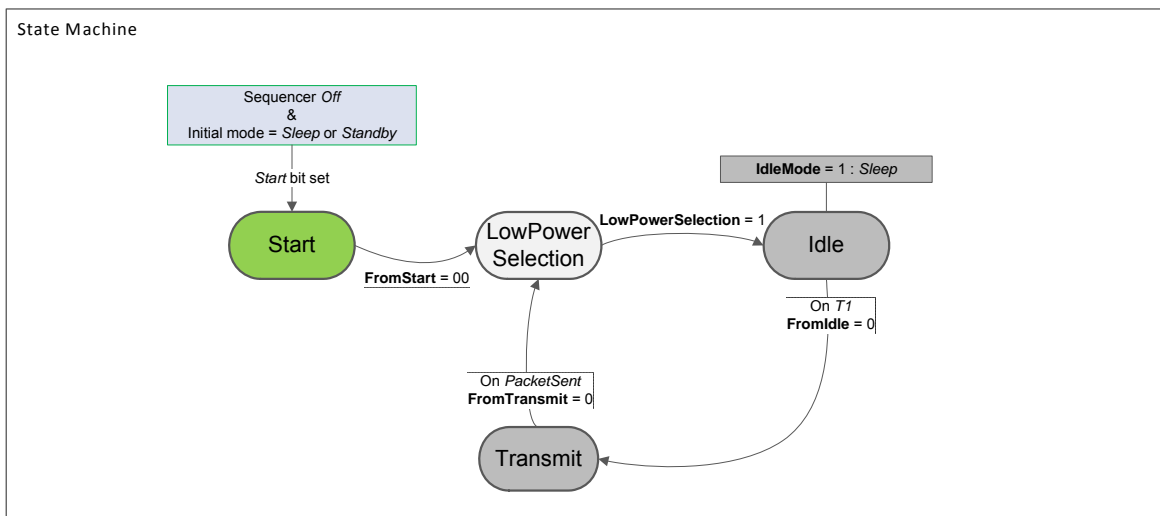 State Machine
Sequencer Off
&
Initial mode = Sleep or Standby
Start bit set
Start
FromStart = 00
LowPower
Selection
LowPowerSelection = 1
IdleMode = 1 : Sleep
Idle
On T1
FromIdle = 0
On PacketSent
FromTransmit = 0
Transmit